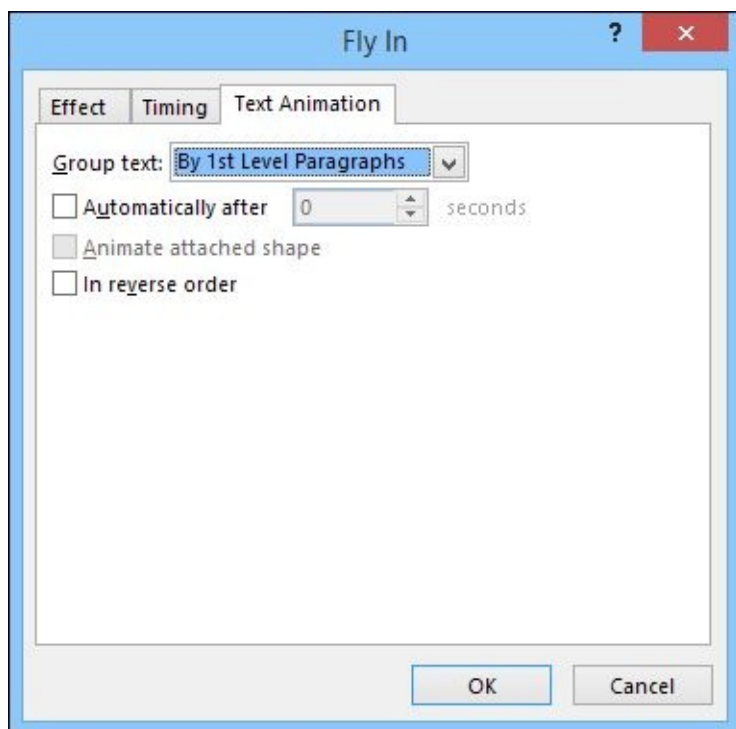 Fly In
?
Effect Timing Text Animation
Group text: By 1st Level Paragraphs
Automatically after 0 seconds
Animate attached shape
In reverse order
OK Cancel